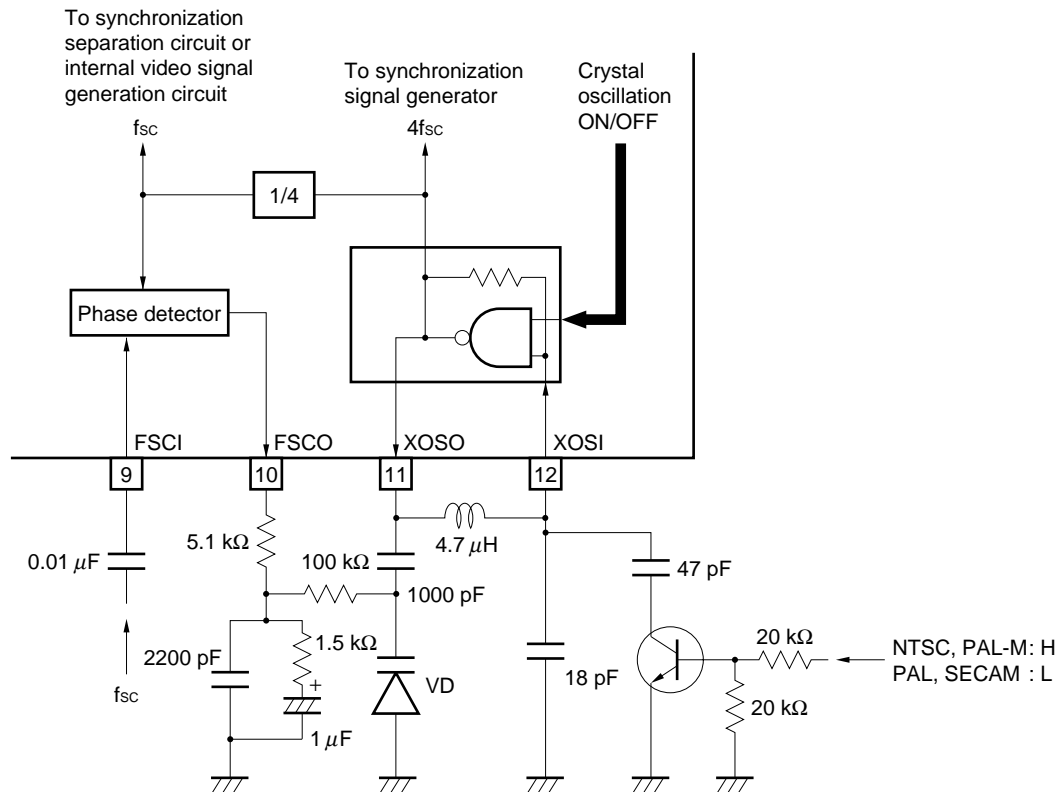 To synchronization
separation circuit or
internal video signal
generation circuit
To synchronization
signal generator
Crystal
oscillation
ON/OFF
fSC
4fSC
1/4
Phase detector
FSCI
FSCO
XOSO
XOSI
9
10
11
12
5.1 kΩ
4.7 µH
0.01 µF
100 kΩ
47 pF
1000 pF
1.5 kΩ
20 kΩ
NTSC, PAL-M: H
2200 pF
+
VD
18 pF
PAL, SECAM : L
fSC
20 kΩ
1 µF